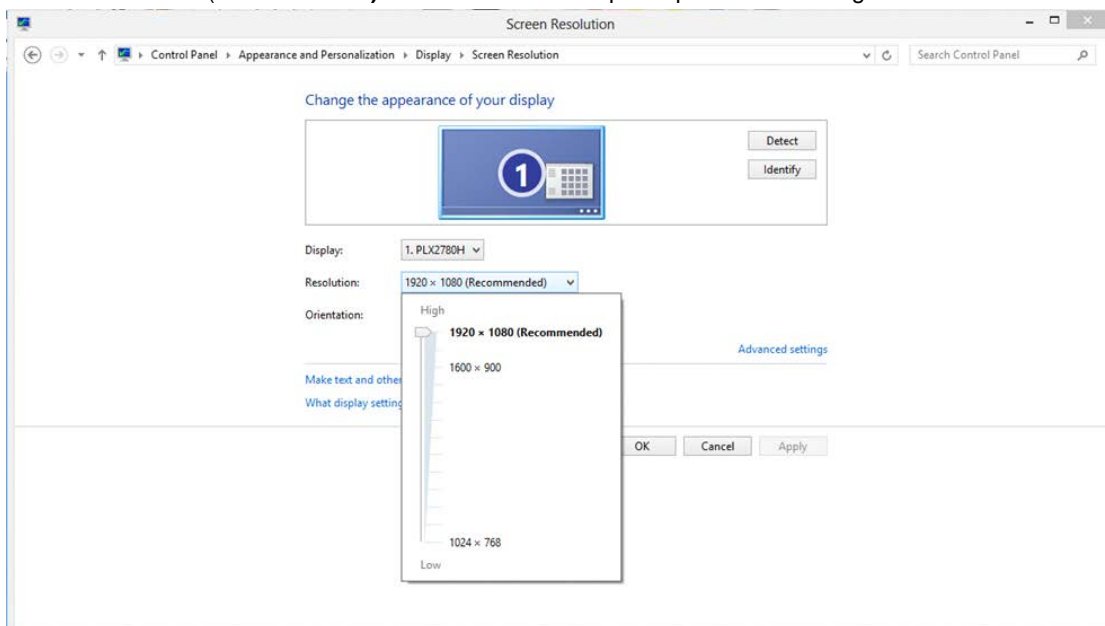 Screen Resolution
Control Panel ▸ Appearance and Personalization ▸ Display ▸ Screen Resolution
Search Control Panel
Change the appearance of your display
1
Detect
Identify
Display: 1. PLX2780H
Resolution: 1920 × 1080 (Recommended)
Orientation:
High
1920 × 1080 (Recommended)
Advanced settings
1600 × 900
Make text and other
What display setting
OK Cancel Apply
1024 × 768
Low